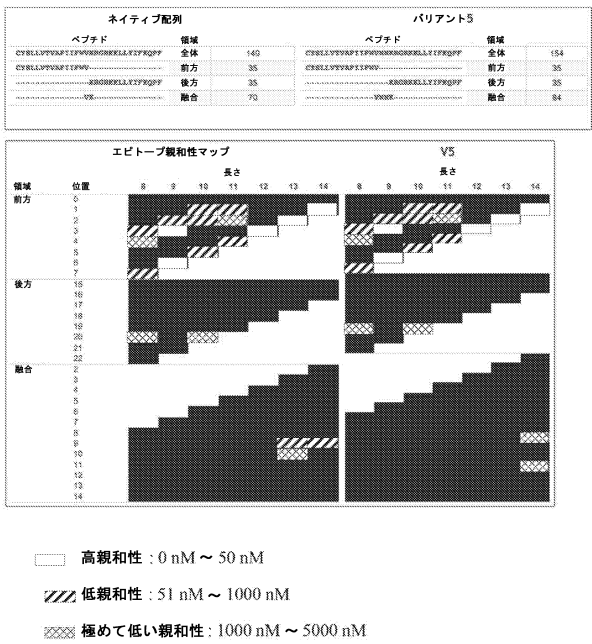 ネイティブ配列 バリアント5
ペプチド 領域 ペプチド 領域
全体 140 全体 154
前方 35 前方 35
後方 35 後方 35
融合 70 融合 84
エピトープ親和性マップ V5
長さ 長さ
領域 位置 8 9 10 11 12 13 14 8 9 10 11 12 13 14
前方 0
1
2
3
4
5
6
7
後方 15
16
17
18
19
20
21
22
融合 2
3
4
5
6
7
8
9
10
11
12
13
14
高親和性 : 0 nM ~ 50 nM
低親和性 : 51 nM ~ 1000 nM
極めて低い親和性 : 1000 nM ~ 5000 nM